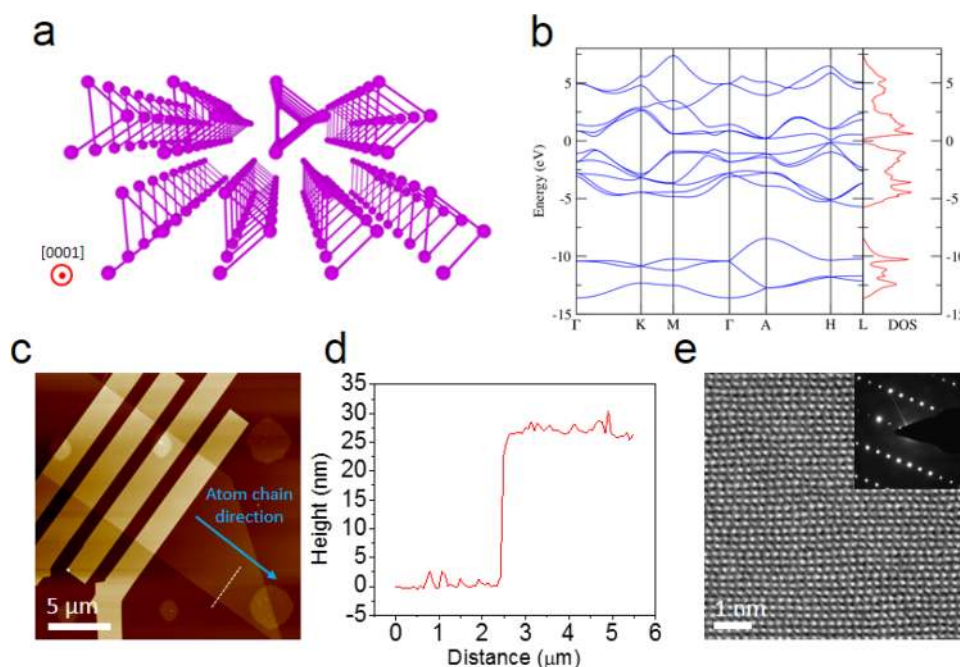 a
[0001]
b
Energy (eV)
5
0
-5
-10
-15
Γ K M Γ A H L DOS
5
0
-5
-10
-15
c
Atom chain
direction
5 μm
d
Height (nm)
35
30
25
20
15
10
5
0
-5
0 1 2 3 4 5 6
Distance (μm)
e
1 nm